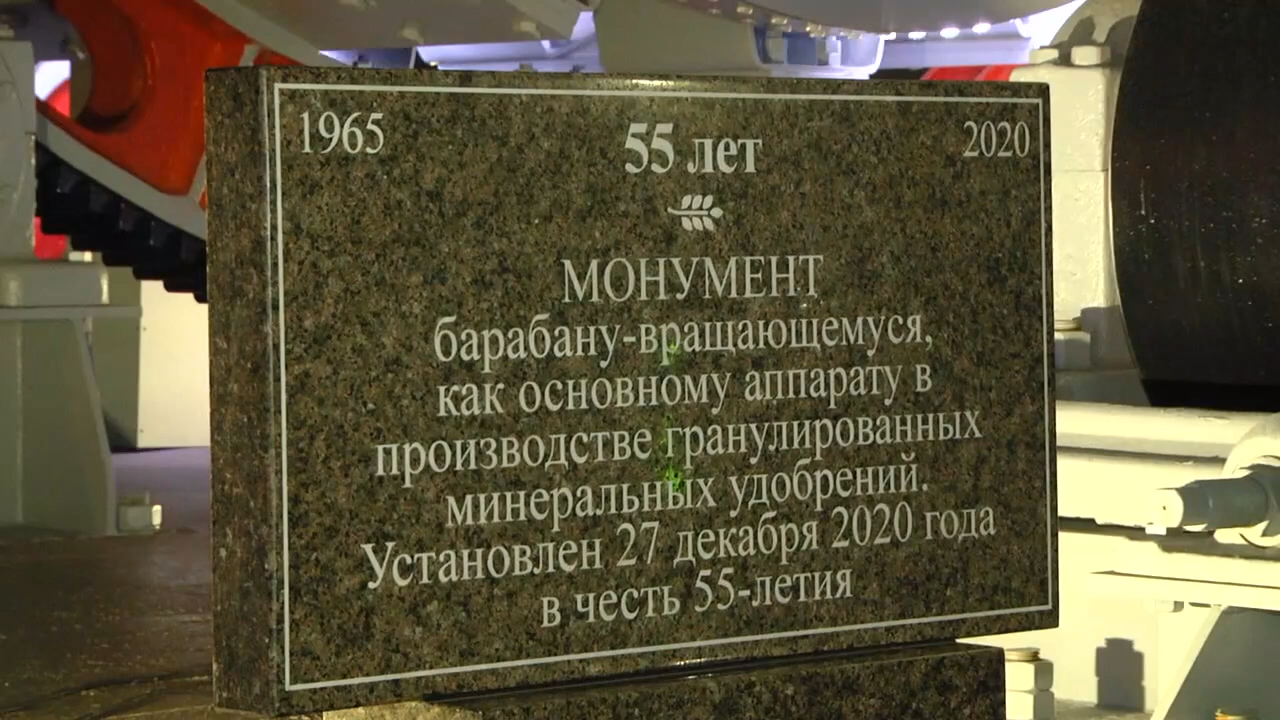 1965 55 лет 2020
МОНУМЕНТ
барабану-вращающемуся,
как основному аппарату в
производстве гранулированных
минеральных удобрений.
Установлен 27 декабря 2020 года
в честь 55-летия